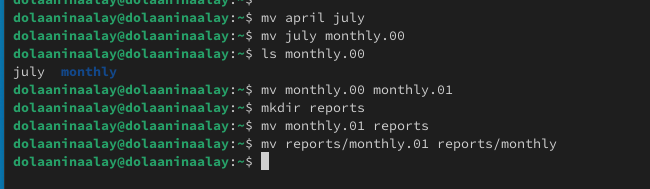 dolaaninaalay@dolaaninaalay:~$ mv april july
dolaaninaalay@dolaaninaalay:~$ mv july monthly.00
dolaaninaalay@dolaaninaalay:~$ ls monthly.00
july  monthly
dolaaninaalay@dolaaninaalay:~$ mv monthly.00 monthly.01
dolaaninaalay@dolaaninaalay:~$ mkdir reports
dolaaninaalay@dolaaninaalay:~$ mv monthly.01 reports
dolaaninaalay@dolaaninaalay:~$ mv reports/monthly.01 reports/monthly
dolaaninaalay@dolaaninaalay:~$